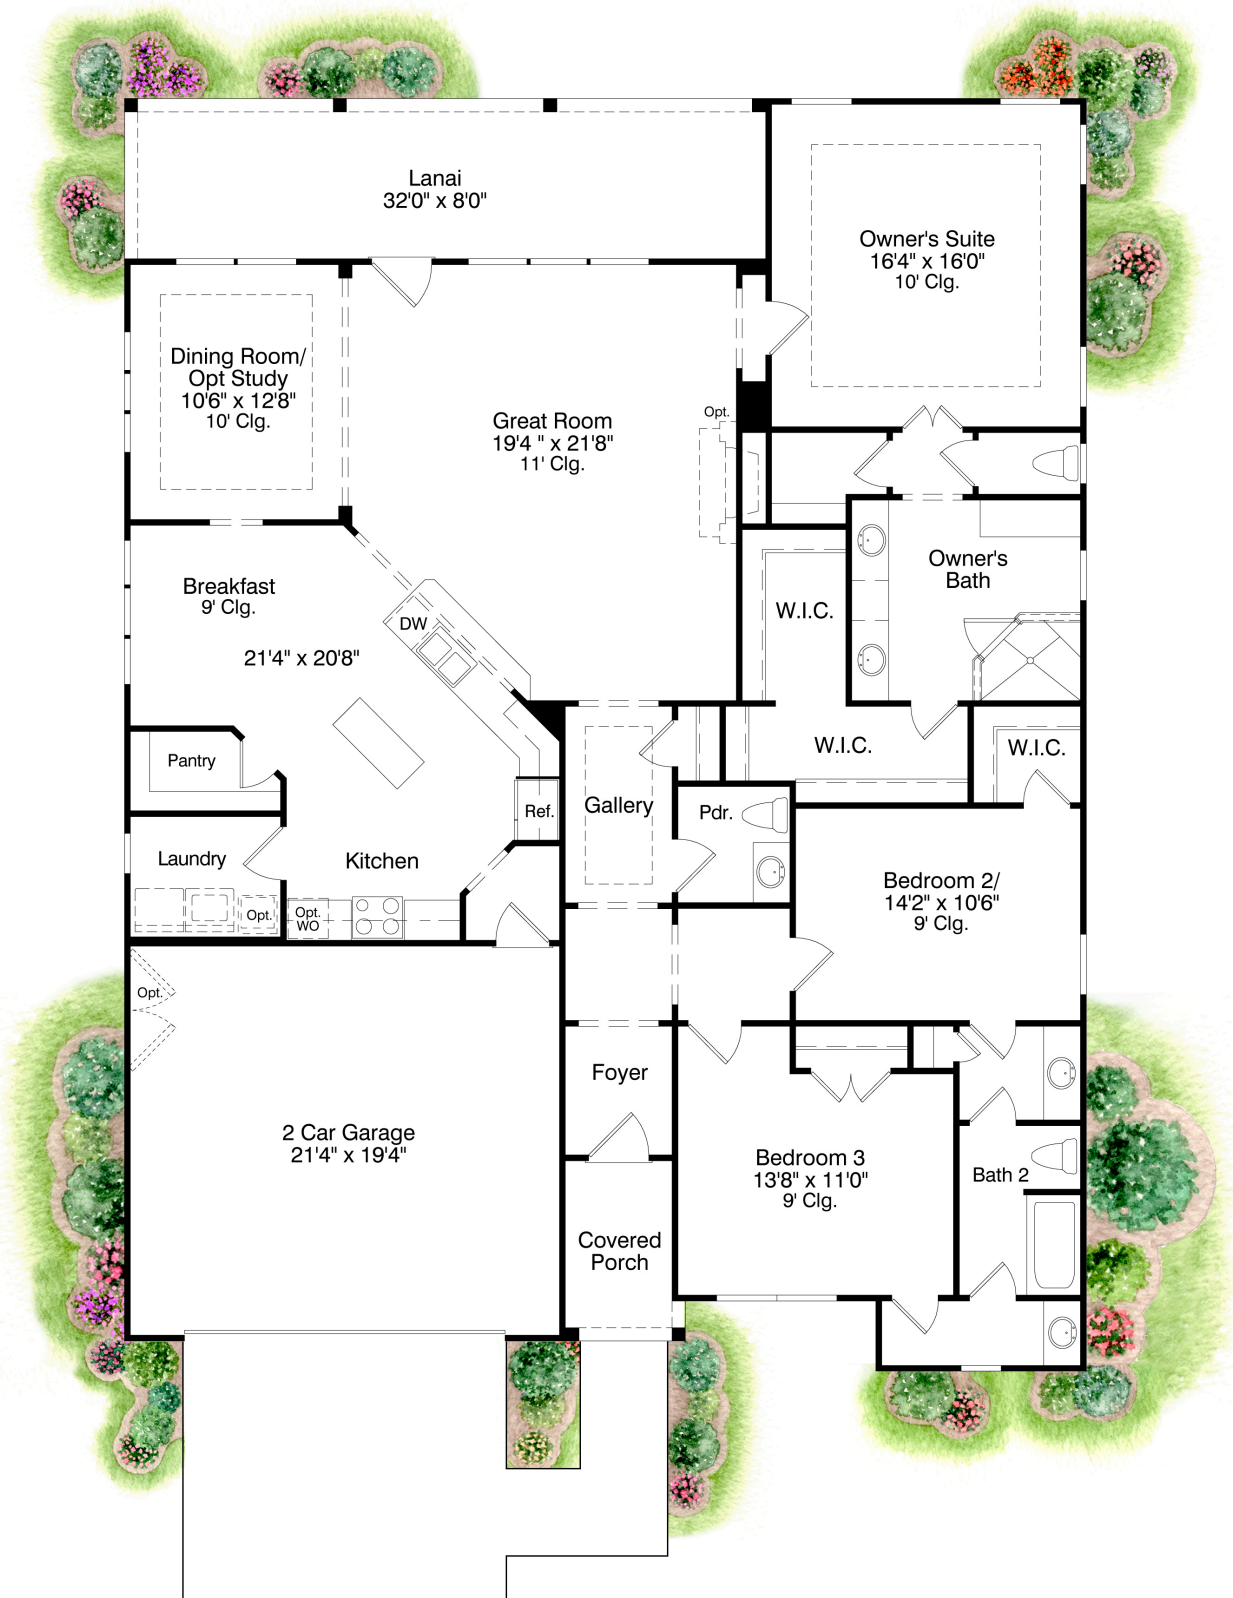 Lanai
32'0" x 8'0"
Owner's Suite
16'4" x 16'0"
10' Clg.
Dining Room/
Opt Study
10'6" x 12'8"
10' Clg.
Great Room
19'4 " x 21'8"
11' Clg.
Opt.
Owner's
Bath
Breakfast
9' Clg.
21'4" x 20'8"
DW
W.I.C.
W.I.C.
W.I.C.
Pantry
Ref.
Gallery
Pdr.
Laundry
Kitchen
Opt.
Opt.
WO
Bedroom 2/
14'2" x 10'6"
9' Clg.
Opt.
Foyer
2 Car Garage
21'4" x 19'4"
Bedroom 3
13'8" x 11'0"
9' Clg.
Bath 2
Covered
Porch